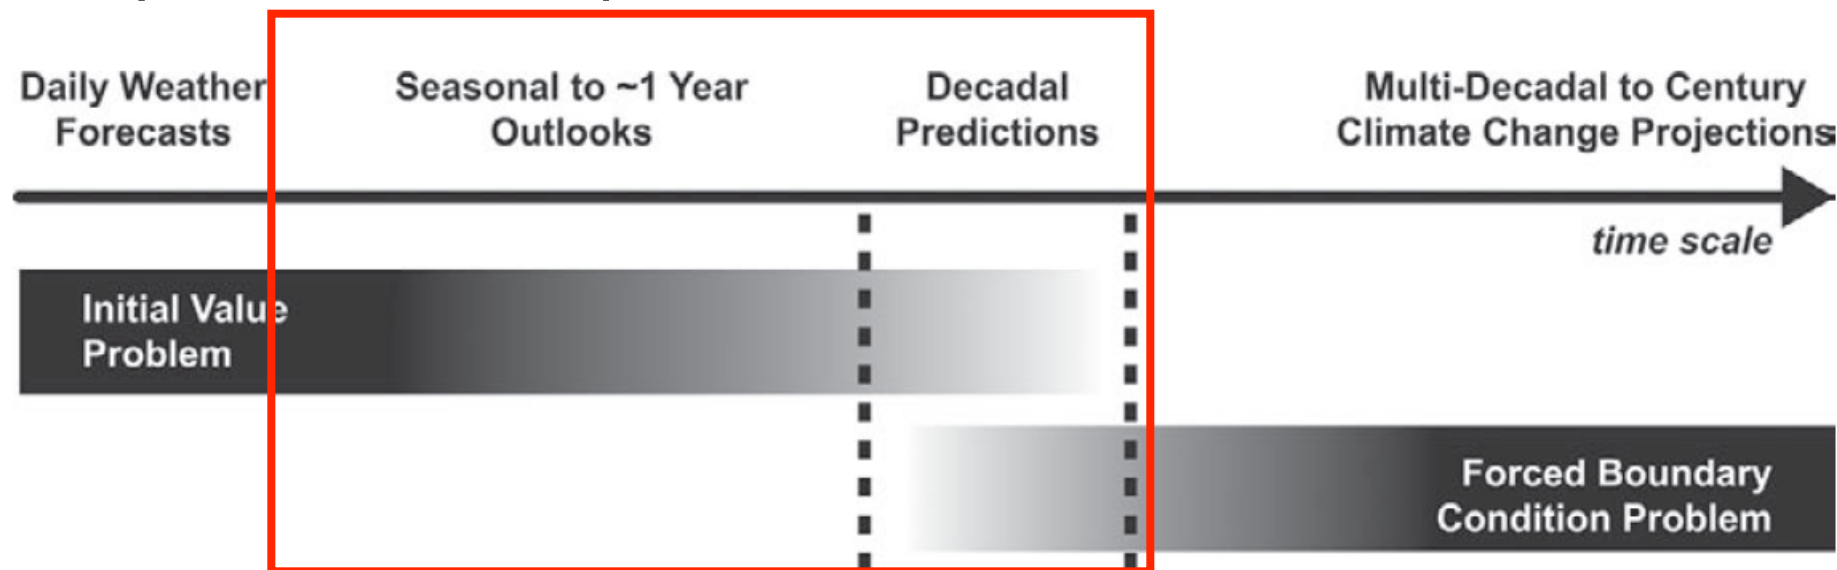 Daily Weather
Forecasts
Seasonal to ~1 Year
Outlooks
Decadal
Predictions
Multi-Decadal to Century
Climate Change Projections
time scale
Initial Value
Problem
Forced Boundary
Condition Problem